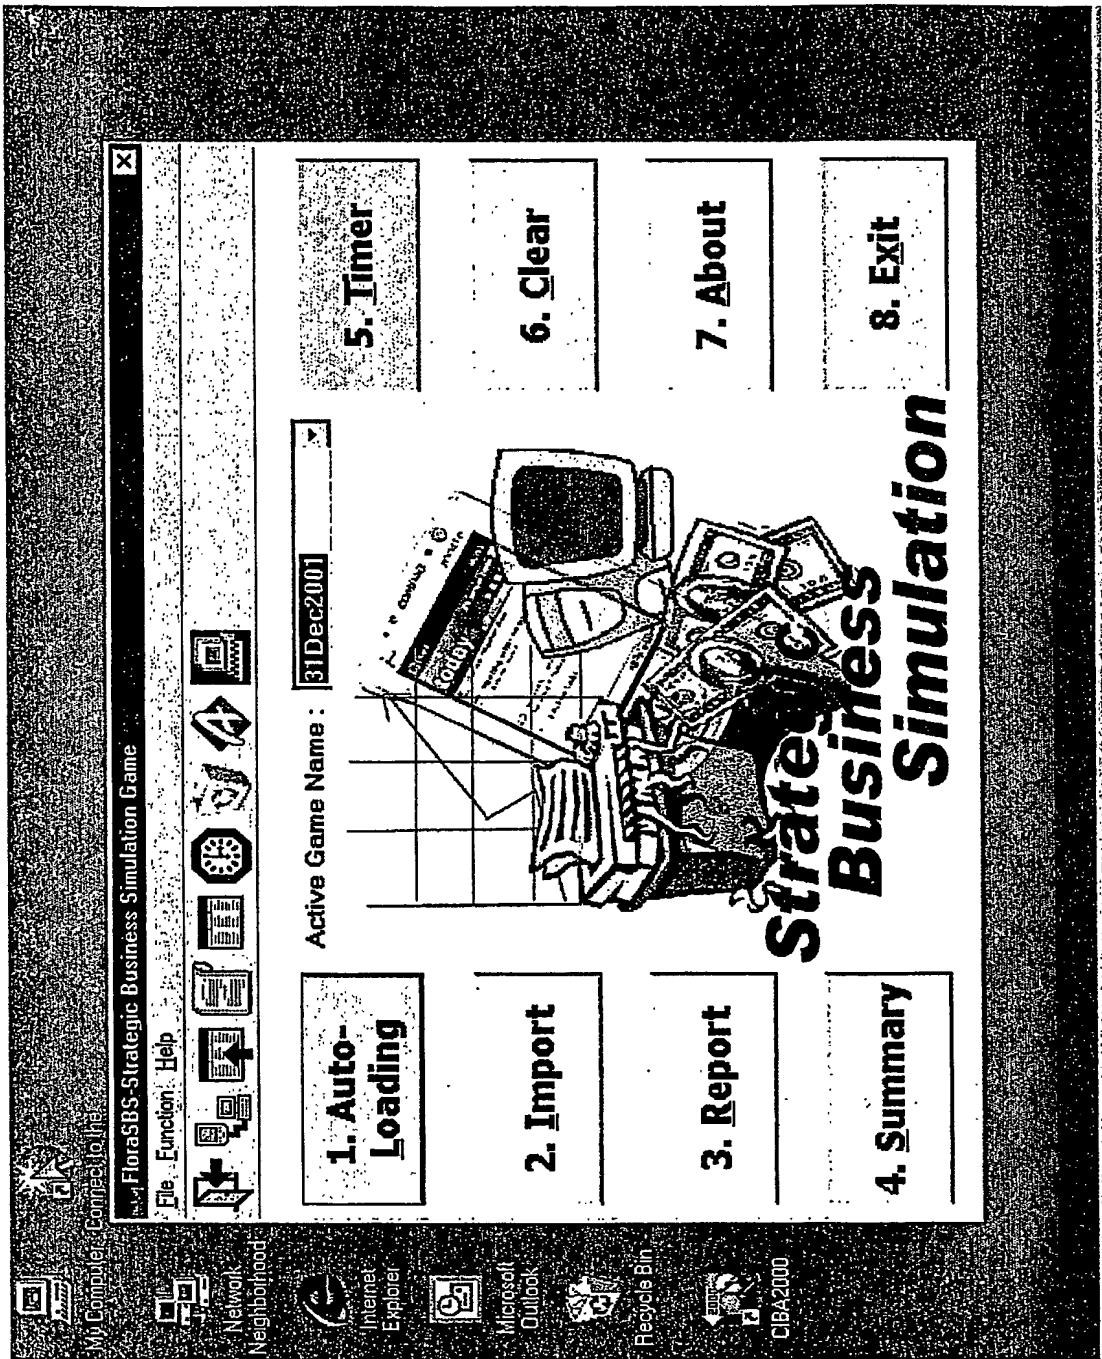 My Computer
Connect to the
Network
Neighborhood
Internet
Explorer
Microsoft
Outlook
Recycle Bin
CIBA2000
FloraSBS-Strategic Business Simulation Game
File Function Help
Active Game Name :
31Dec2001
1. Auto-
Loading
2. Import
3. Report
4. Summary
5. Timer
6. Clear
7. About
8. Exit
Today
Strategic
Business
Simulation